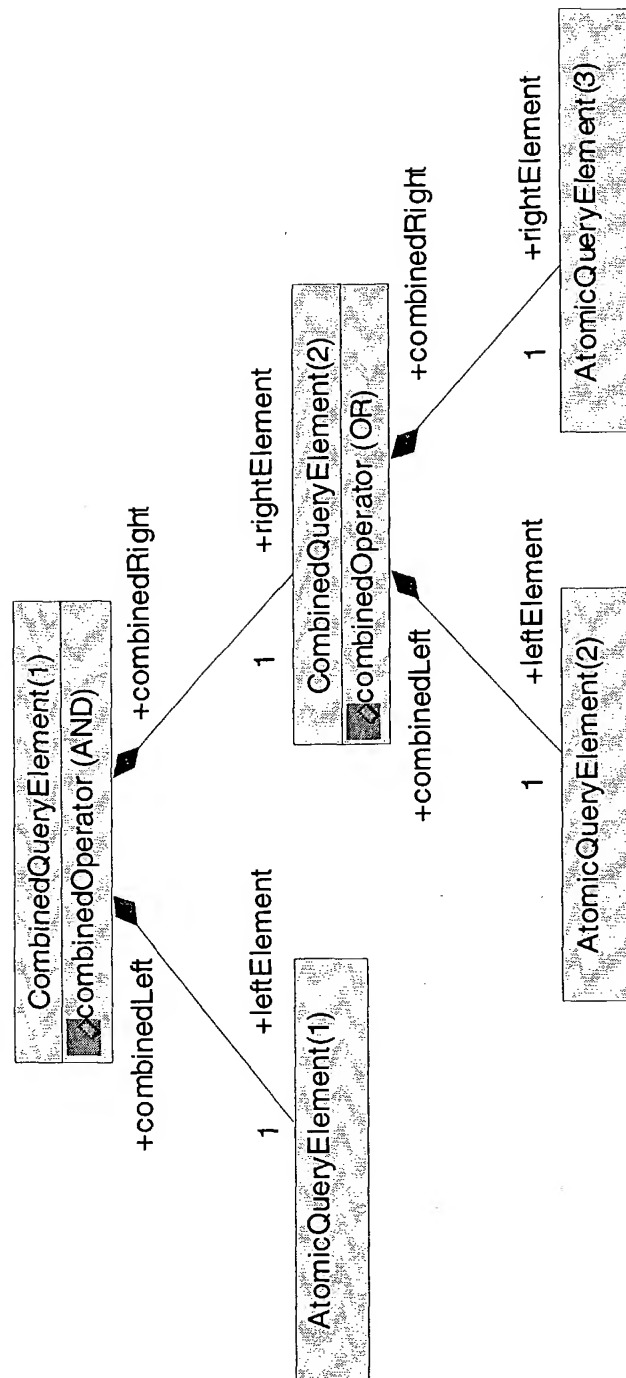 CombinedQueryElement(1)
combinedOperator (AND)
+combinedLeft
+combinedRight
1
+leftElement
1
+rightElement
AtomicQueryElement(1)
CombinedQueryElement(2)
combinedOperator (OR)
+combinedLeft
+combinedRight
1
+leftElement
1
+rightElement
AtomicQueryElement(2)
AtomicQueryElement(3)